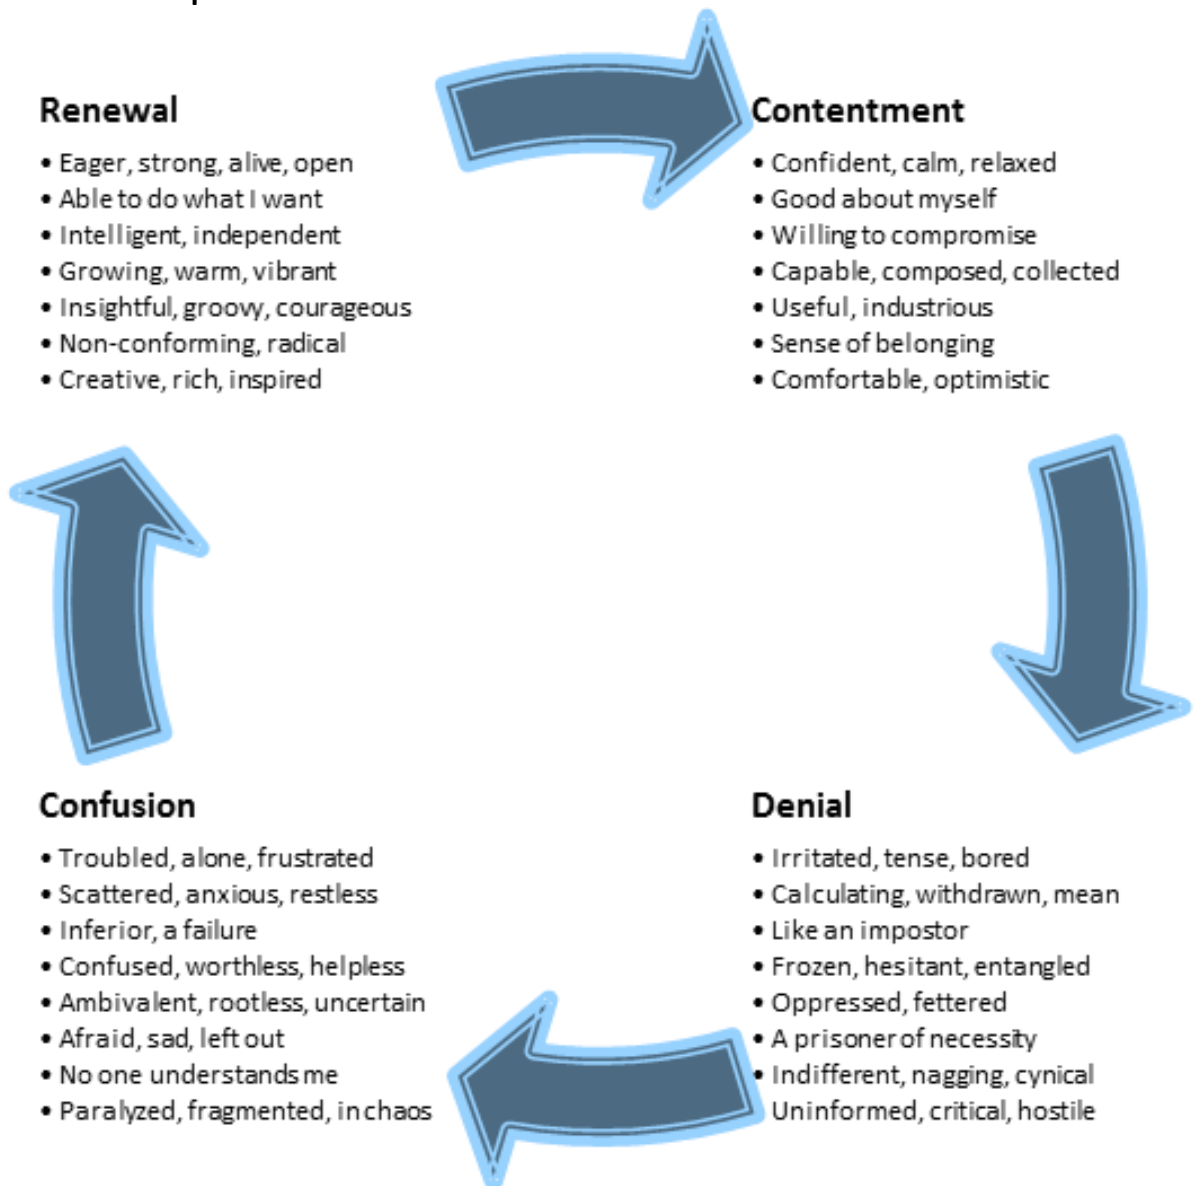 Renewal
• Eager, strong, alive, open
• Able to do what I want
• Intelligent, independent
• Growing, warm, vibrant
• Insightful, groovy, courageous
• Non-conforming, radical
• Creative, rich, inspired
Contentment
• Confident, calm, relaxed
• Good about myself
• Willing to compromise
• Capable, composed, collected
• Useful, industrious
• Sense of belonging
• Comfortable, optimistic
Confusion
• Troubled, alone, frustrated
• Scattered, anxious, restless
• Inferior, a failure
• Confused, worthless, helpless
• Ambivalent, rootless, uncertain
• Afraid, sad, left out
• No one understands me
• Paralyzed, fragmented, in chaos
Denial
• Irritated, tense, bored
• Calculating, withdrawn, mean
• Like an impostor
• Frozen, hesitant, entangled
• Oppressed, fettered
• A prisoner of necessity
• Indifferent, nagging, cynical
Uninformed, critical, hostile